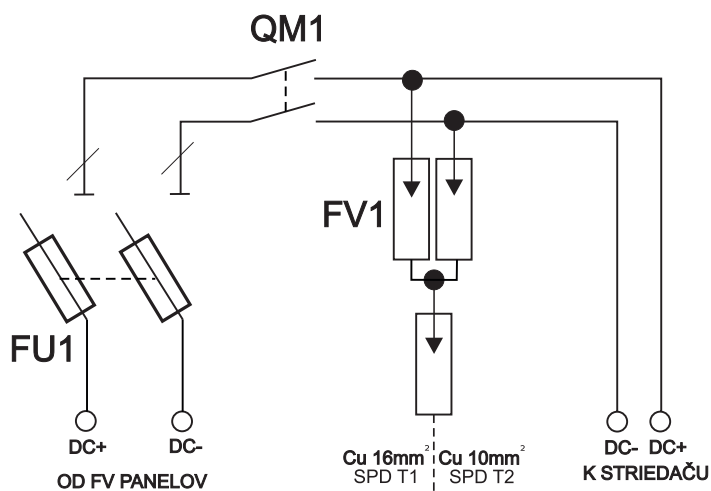 QM1
FV1
FU1
DC+ DC-
OD FV PANELOV
Cu 16mm² Cu 10mm²
SPD T1 SPD T2
DC- DC+
K STRIEDAČU